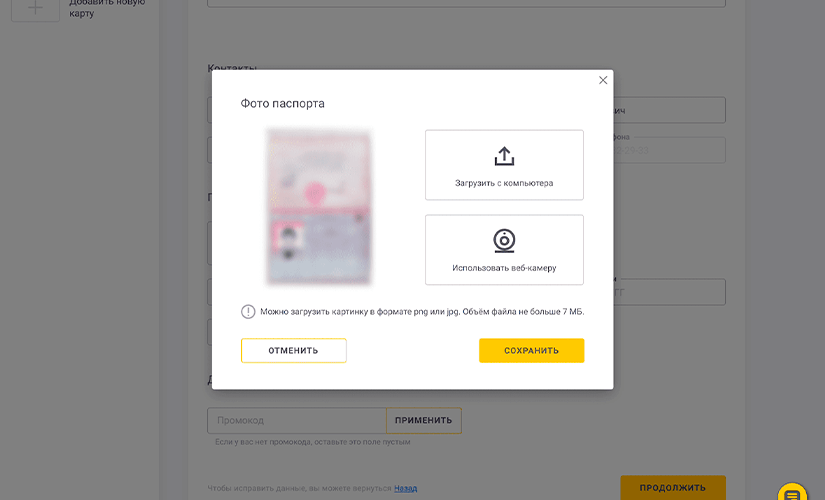 Добавить новую
карту
Контакты
Фото паспорта
Загрузить с компьютера
Использовать веб-камеру
Можно загрузить картинку в формате png или jpg. Объём файла не больше 7 МБ.
ОТМЕНИТЬ
СОХРАНИТЬ
Промокод
ПРИМЕНИТЬ
Если у вас нет промокода, оставьте это поле пустым
Чтобы исправить данные, вы можете вернуться Назад
ПРОДОЛЖИТЬ